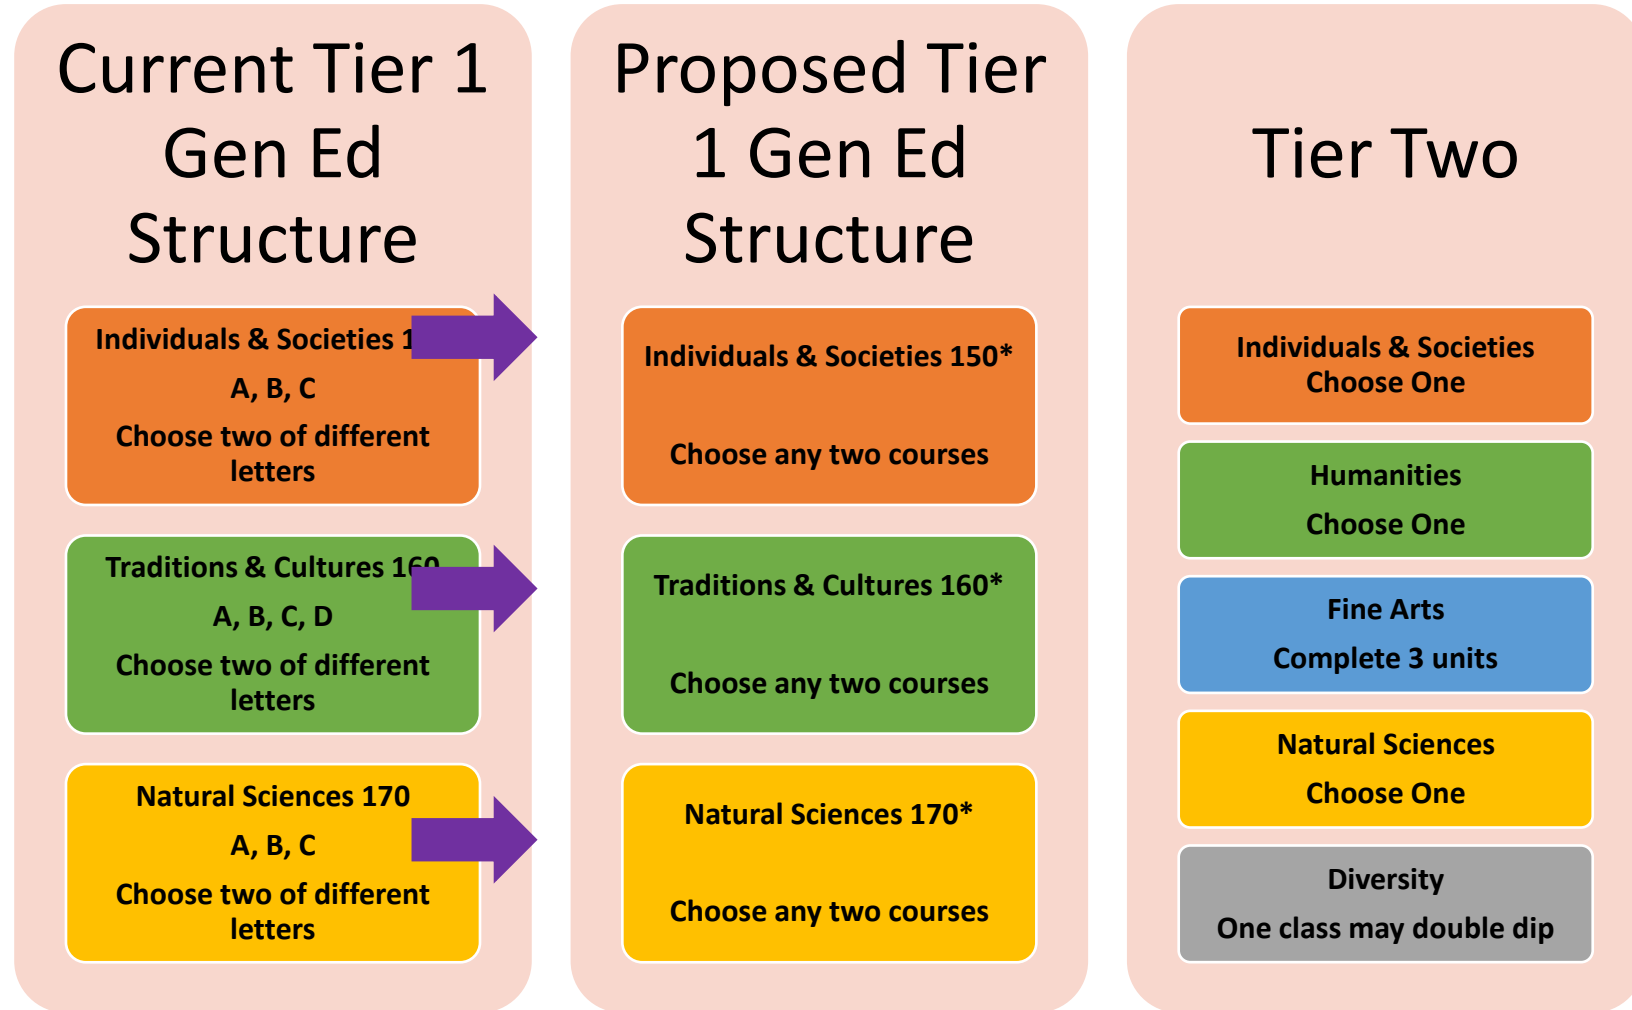 Current Tier 1
Gen Ed
Structure
Individuals & Societies
A, B, C
Choose two of different
letters
Traditions & Cultures 160
A, B, C, D
Choose two of different
letters
Natural Sciences 170
A, B, C
Choose two of different
letters
Proposed Tier
1 Gen Ed
Structure
Individuals & Societies 150*
Choose any two courses
Traditions & Cultures 160*
Choose any two courses
Natural Sciences 170*
Choose any two courses
Tier Two
Individuals & Societies
Choose One
Humanities
Choose One
Fine Arts
Complete 3 units
Natural Sciences
Choose One
Diversity
One class may double dip